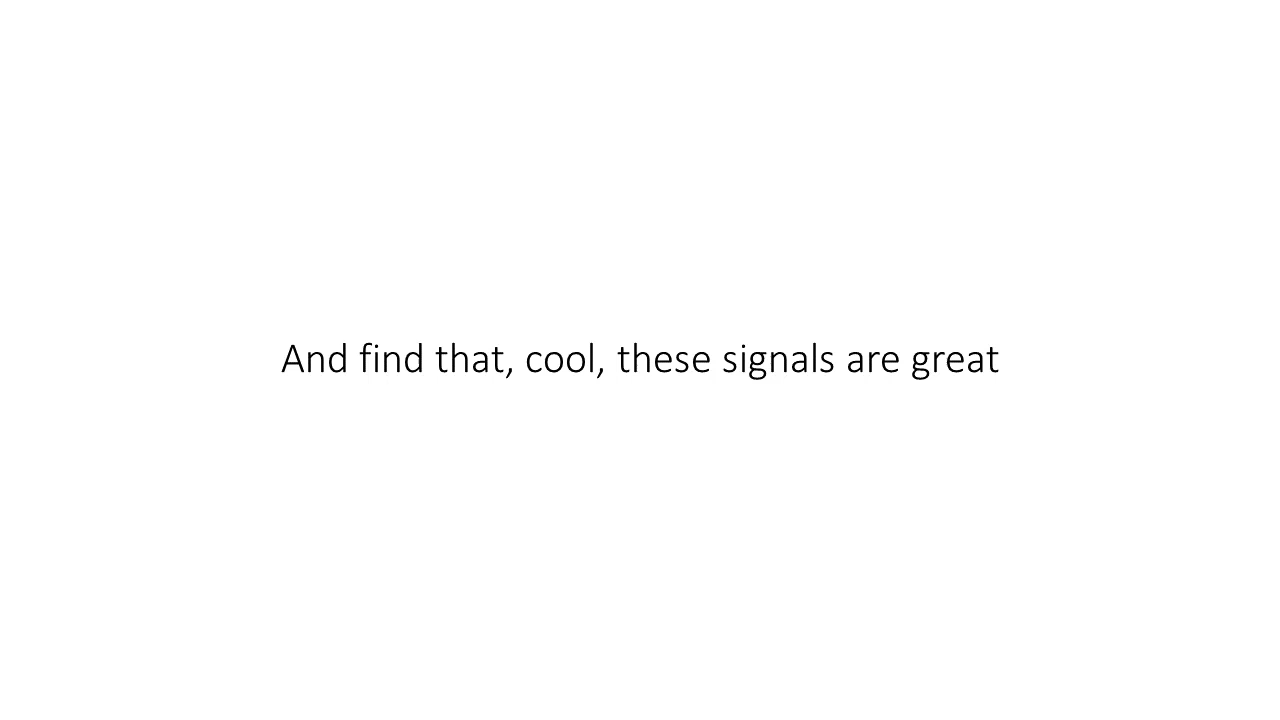 And find that, cool, these signals are great